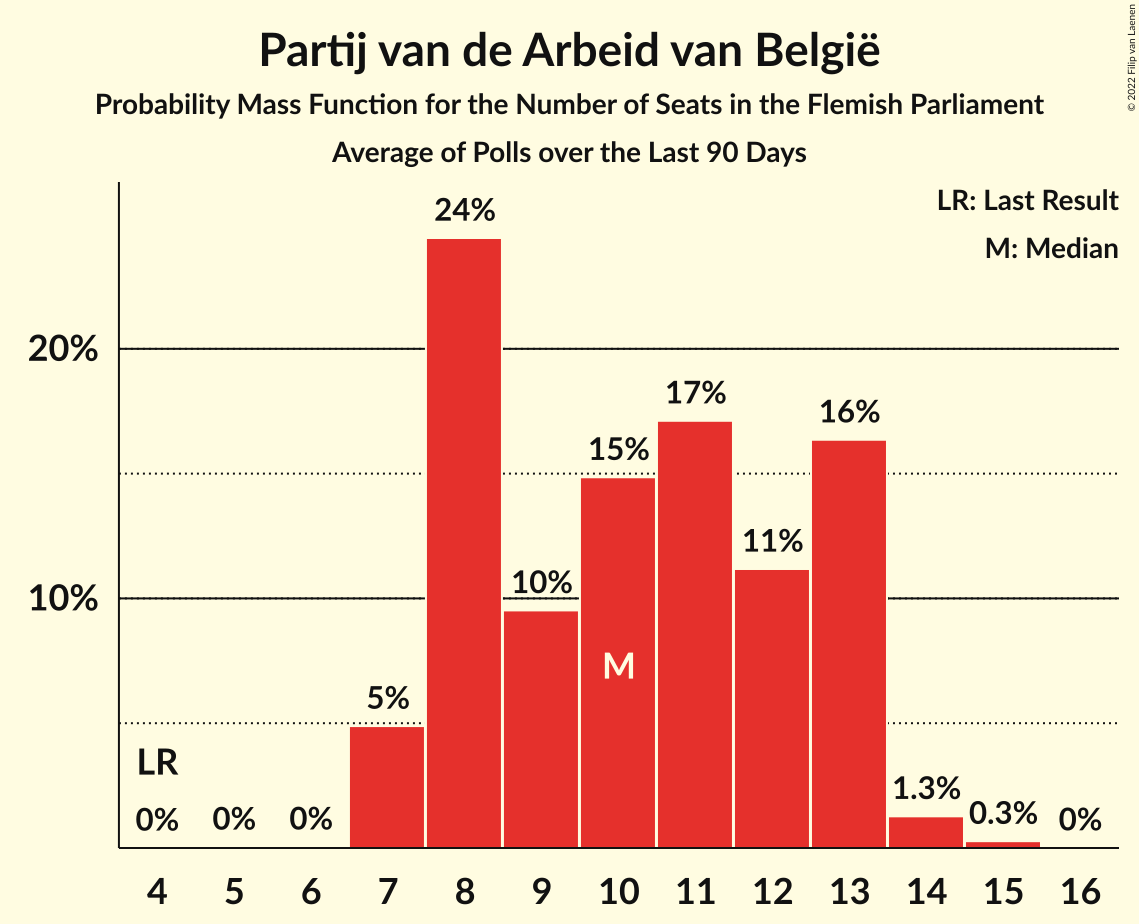 Partij van de Arbeid van België
Probability Mass Function for the Number of Seats in the Flemish Parliament
Average of Polls over the Last 90 Days
© 2022 Filip van Laenen
LR: Last Result
M: Median
24%
20%
17%
16%
15%
11%
10%
10%
M
5%
LR
1.3%
0.3%
0%
0%
0%
0%
4 5 6 7 8 9 10 11 12 13 14 15 16